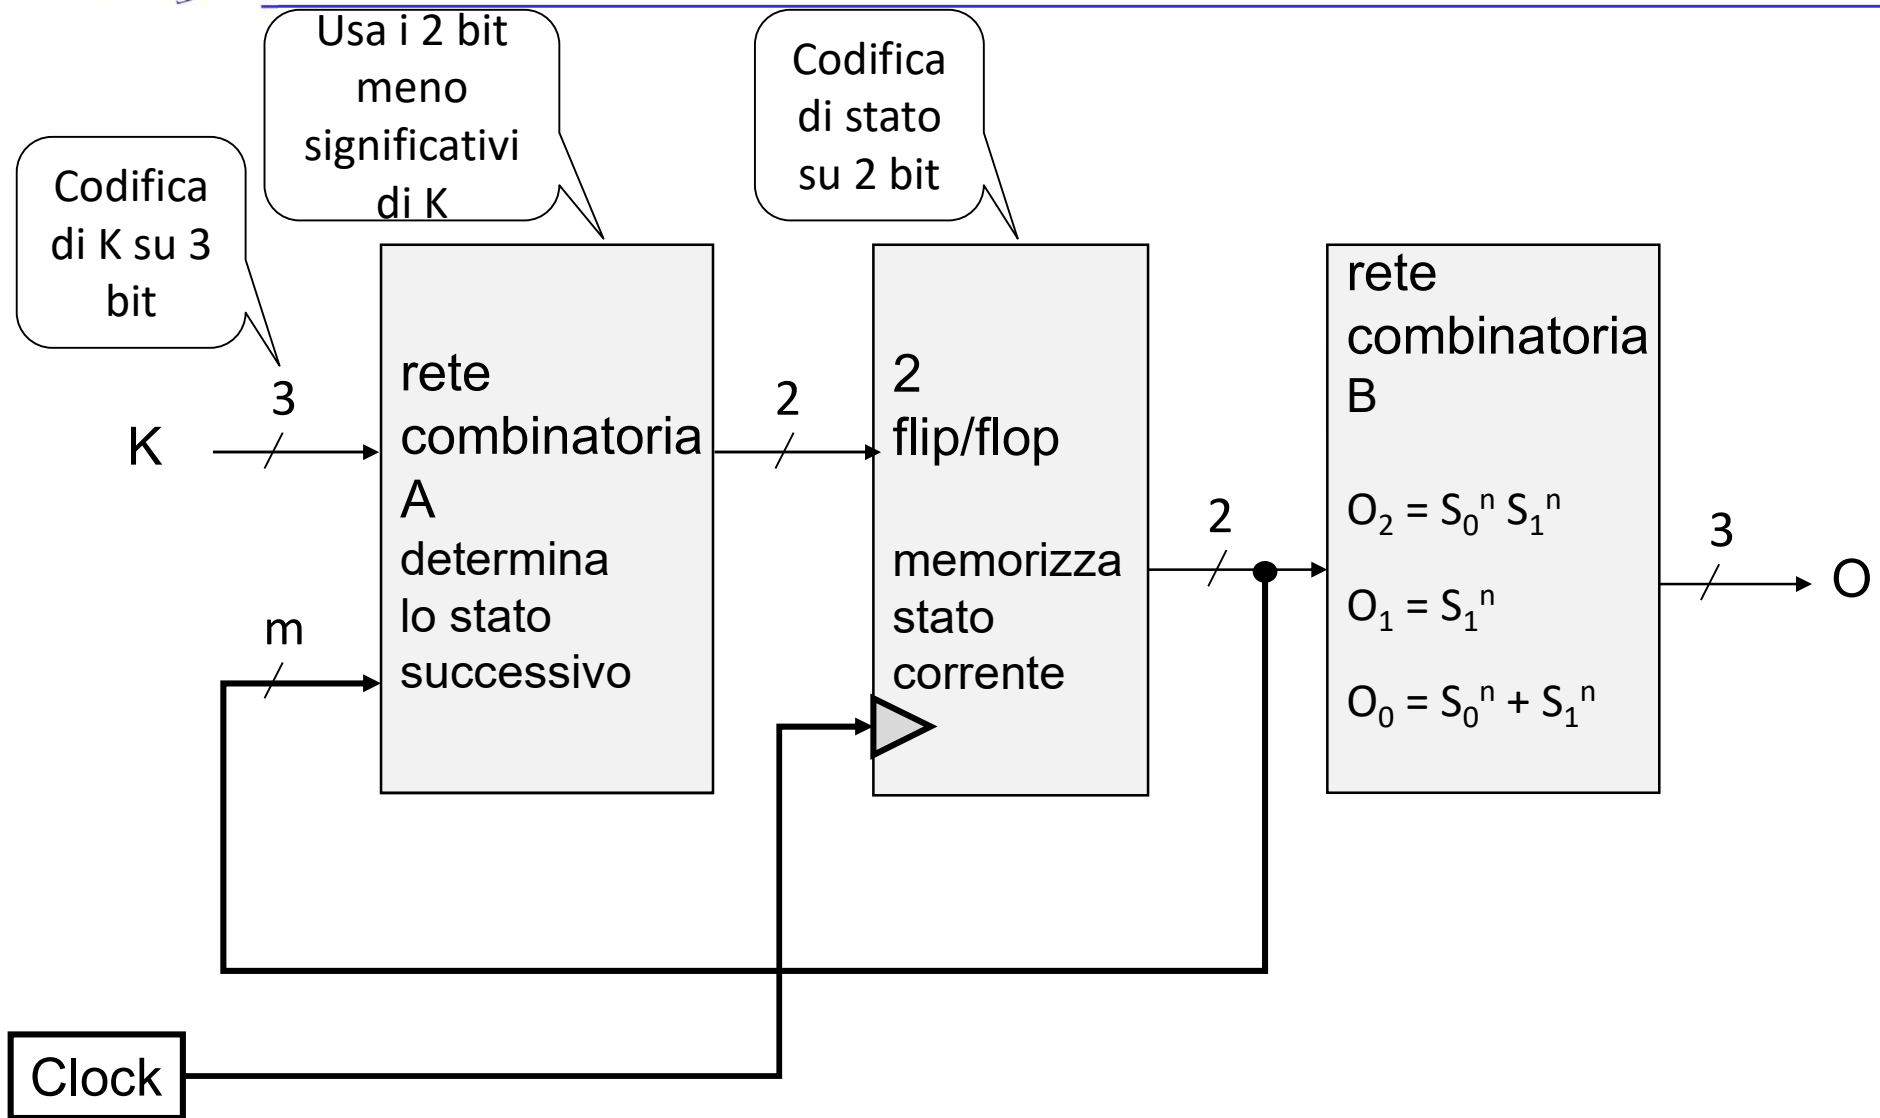 Usa i 2 bit
meno
significativi
di K
Codifica
di stato
su 2 bit
Codifica
di K su 3
bit
K
3
m
rete
combinatoria
A
determina
lo stato
successivo
2
2
flip/flop
memorizza
stato
corrente
2
rete
combinatoria
B
O₂ = S₀ⁿ S₁ⁿ
O₁ = S₁ⁿ
O₀ = S₀ⁿ + S₁ⁿ
3
O
Clock